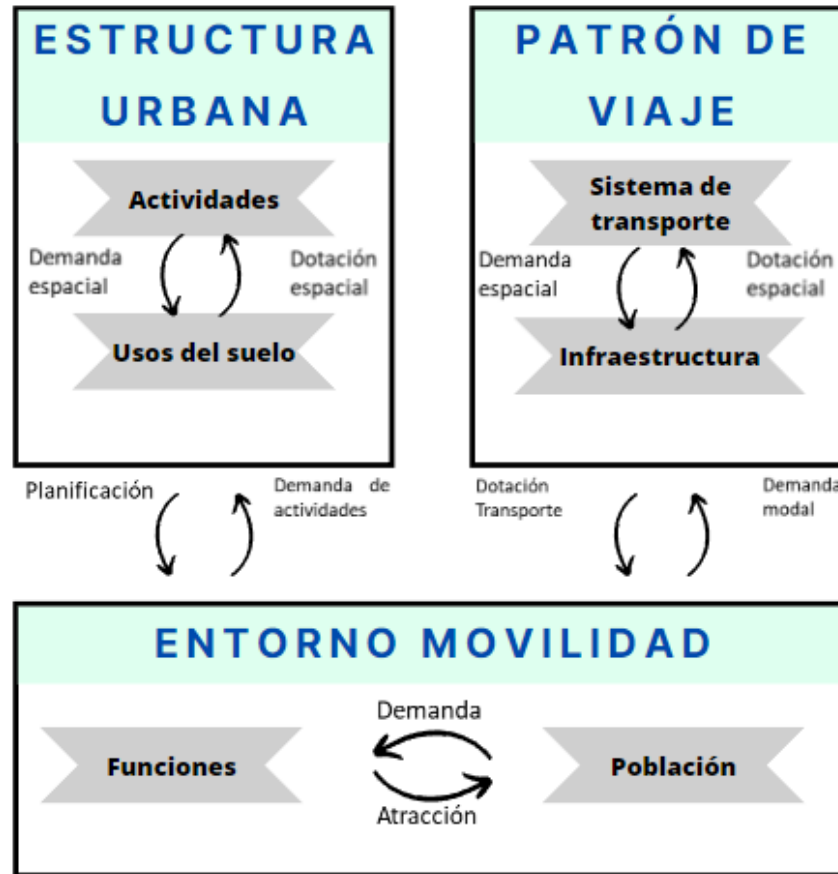 ESTRUCTURA
URBANA
Actividades
Demanda
espacial
Dotación
espacial
Usos del suelo
PATRÓN DE
VIAJE
Sistema de
transporte
Demanda
espacial
Dotación
espacial
Infraestructura
Planificación
Demanda de
actividades
Dotación
Transporte
Demanda
modal
ENTORNO MOVILIDAD
Demanda
Funciones
Población
Atracción